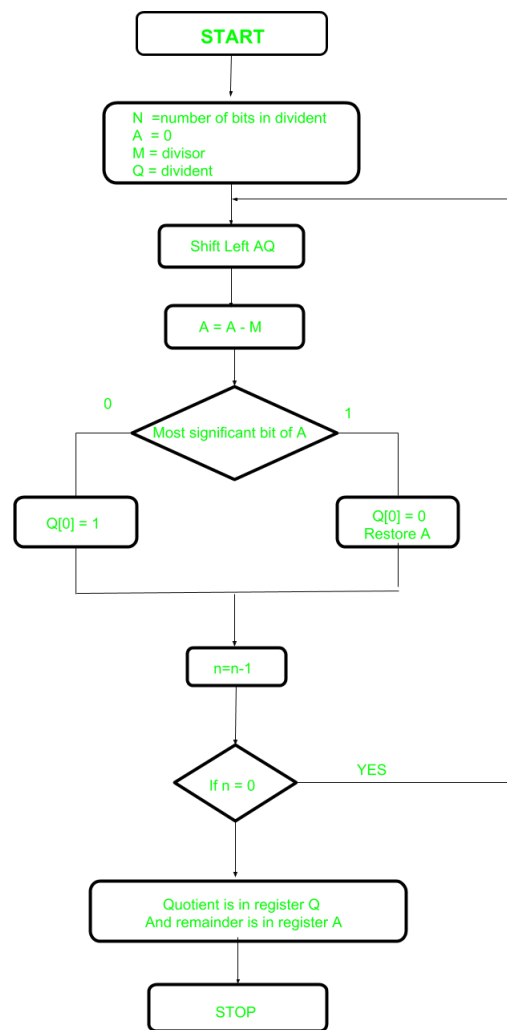 START
N =number of bits in divident
A = 0
M = divisor
Q = divident
Shift Left AQ
A = A - M
Most significant bit of A
0
1
Q[0] = 1
Q[0] = 0
Restore A
n=n-1
If n = 0
YES
Quotient is in register Q
And remainder is in register A
STOP